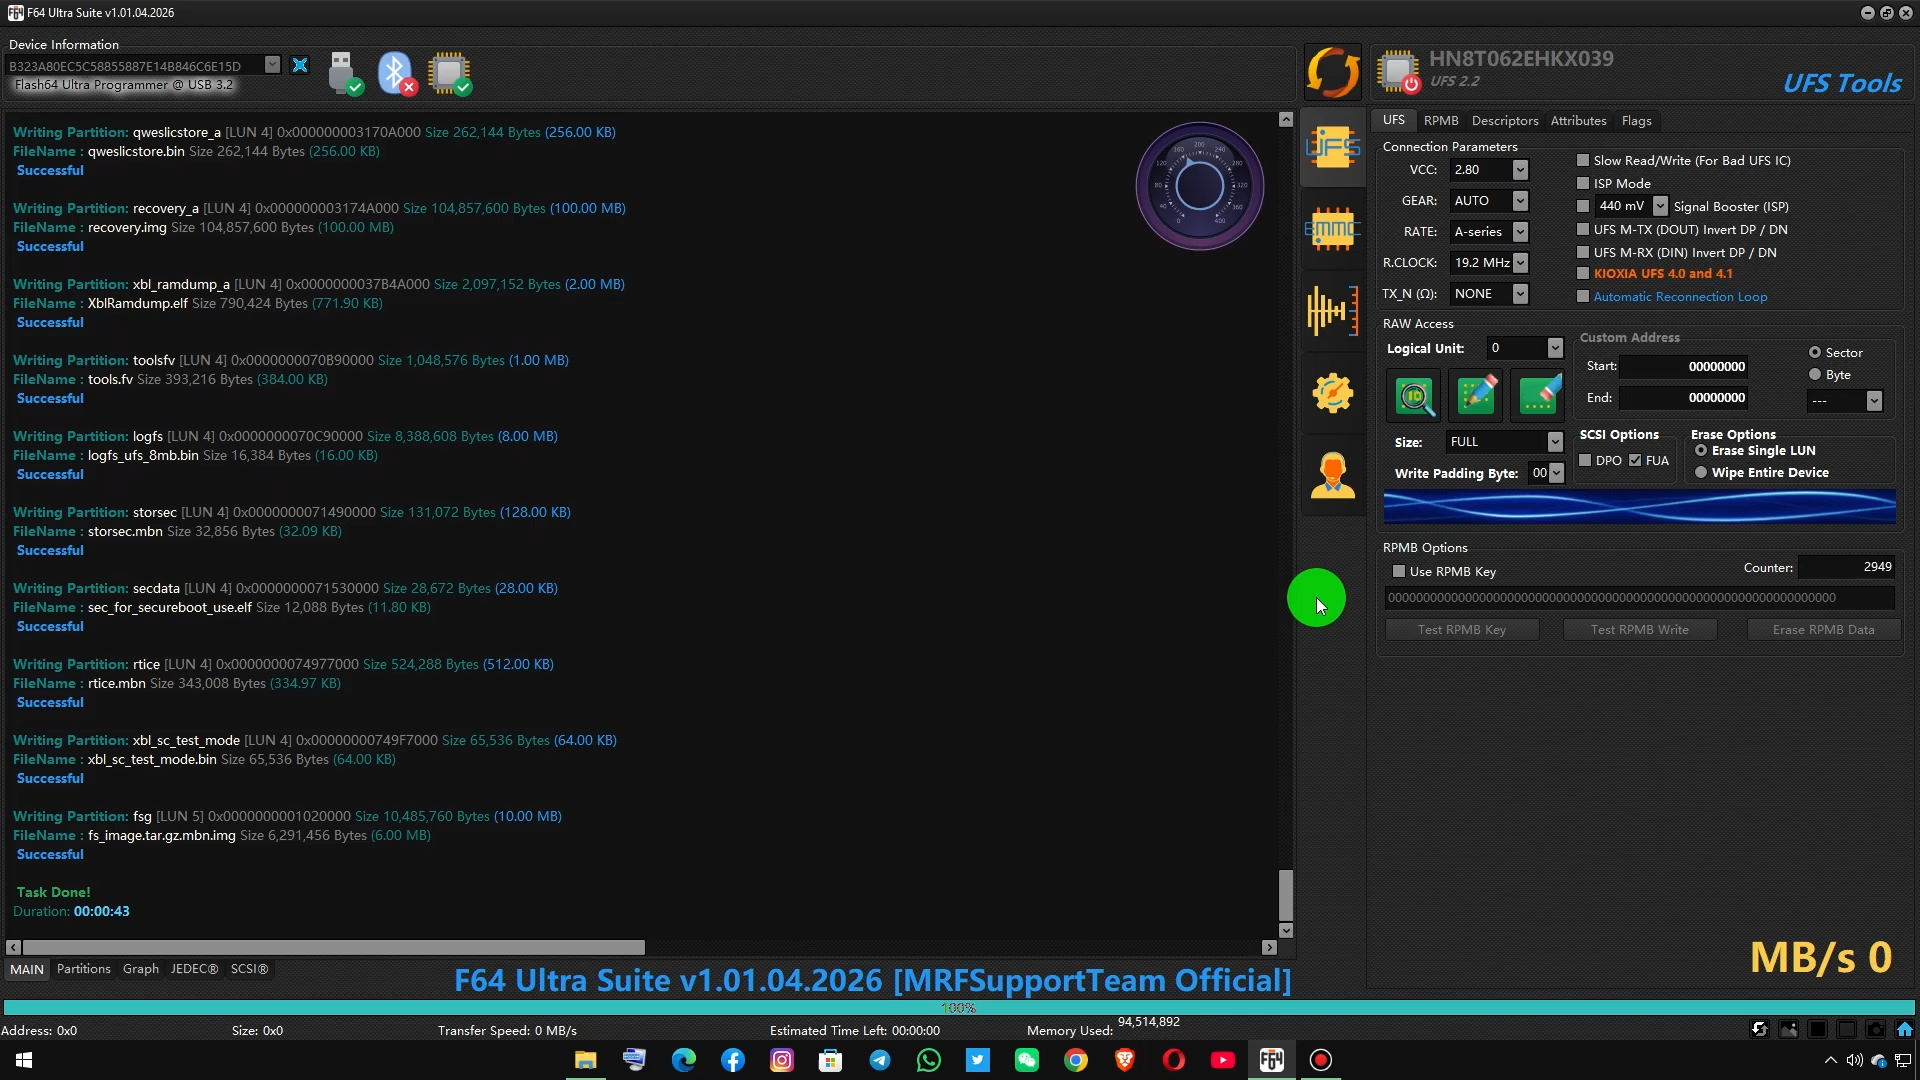 F64 Ultra Suite v1.01.04.2026
Device Information
B323A80EC5C58855887E14B846C6E15D
Flash64 Ultra Programmer @ USB 3.2
HN8T062EHKX039
UFS 2.2
UFS Tools
Writing Partition: qweslicstore_a [LUN 4] 0x000000003170A000 Size 262,144 Bytes (256.00 KB)
FileName : qweslicstore.bin Size 262,144 Bytes (256.00 KB)
Successful
Writing Partition: recovery_a [LUN 4] 0x000000003174A000 Size 104,857,600 Bytes (100.00 MB)
FileName : recovery.img Size 104,857,600 Bytes (100.00 MB)
Successful
Writing Partition: xbl_ramdump_a [LUN 4] 0x0000000037B4A000 Size 2,097,152 Bytes (2.00 MB)
FileName : XblRamdump.elf Size 790,424 Bytes (771.90 KB)
Successful
Writing Partition: toolsfv [LUN 4] 0x0000000070B90000 Size 1,048,576 Bytes (1.00 MB)
FileName : tools.fv Size 393,216 Bytes (384.00 KB)
Successful
Writing Partition: logfs [LUN 4] 0x0000000070C90000 Size 8,388,608 Bytes (8.00 MB)
FileName : logfs_ufs_8mb.bin Size 16,384 Bytes (16.00 KB)
Successful
Writing Partition: storsec [LUN 4] 0x0000000071490000 Size 131,072 Bytes (128.00 KB)
FileName : storsec.mbn Size 32,856 Bytes (32.09 KB)
Successful
Writing Partition: secdata [LUN 4] 0x0000000071530000 Size 28,672 Bytes (28.00 KB)
FileName : sec_for_secureboot_use.elf Size 12,088 Bytes (11.80 KB)
Successful
Writing Partition: rtice [LUN 4] 0x0000000074977000 Size 524,288 Bytes (512.00 KB)
FileName : rtice.mbn Size 343,008 Bytes (334.97 KB)
Successful
Writing Partition: xbl_sc_test_mode [LUN 4] 0x00000000749F7000 Size 65,536 Bytes (64.00 KB)
FileName : xbl_sc_test_mode.bin Size 65,536 Bytes (64.00 KB)
Successful
Writing Partition: fsg [LUN 5] 0x0000000001020000 Size 10,485,760 Bytes (10.00 MB)
FileName : fs_image.tar.gz.mbn.img Size 6,291,456 Bytes (6.00 MB)
Successful
Task Done!
Duration: 00:00:43
0 40 80 120 160 200 240 280 320 360 400
UFS
EMMC
UFS RPMB Descriptors Attributes Flags
Connection Parameters
VCC: 2.80
GEAR: AUTO
RATE: A-series
R.CLOCK: 19.2 MHz
TX_N (Ω): NONE
Slow Read/Write (For Bad UFS IC)
ISP Mode
440 mV Signal Booster (ISP)
UFS M-TX (DOUT) Invert DP / DN
UFS M-RX (DIN) Invert DP / DN
KIOXIA UFS 4.0 and 4.1
Automatic Reconnection Loop
RAW Access
Logical Unit: 0
Custom Address
Start: 00000000
End: 00000000
Sector
Byte
---
Size: FULL
Write Padding Byte: 00
SCSI Options
DPO FUA
Erase Options
Erase Single LUN
Wipe Entire Device
RPMB Options
Use RPMB Key
Counter: 2949
0000000000000000000000000000000000000000000000000000000000000000
Test RPMB Key Test RPMB Write Erase RPMB Data
MB/s 0
MAIN Partitions Graph JEDEC® SCSI®
F64 Ultra Suite v1.01.04.2026 [MRFSupportTeam Official]
100%
Address: 0x0 Size: 0x0 Transfer Speed: 0 MB/s Estimated Time Left: 00:00:00 Memory Used: 94,514,892
F64